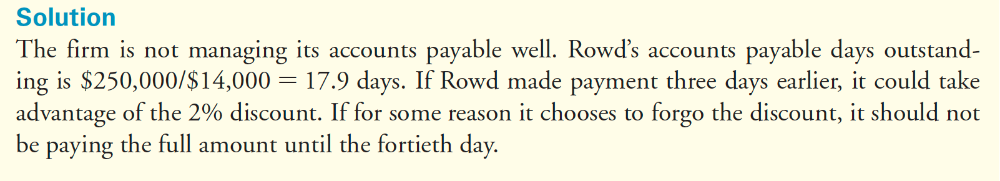 Solution
The firm is not managing its accounts payable well. Rowd's accounts payable days outstand-
ing is $250,000/$14,000 = 17.9 days. If Rowd made payment three days earlier, it could take
advantage of the 2% discount. If for some reason it chooses to forgo the discount, it should not
be paying the full amount until the fortieth day.